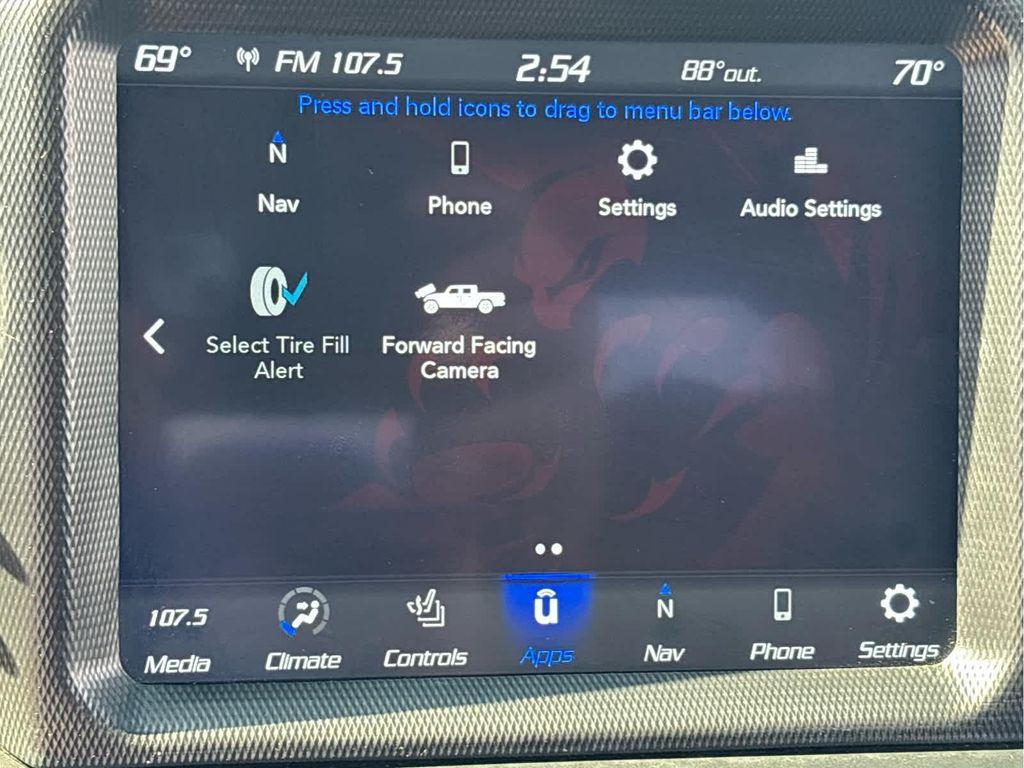 69° FM 107.5 2:54 88°out. 70°
Press and hold icons to drag to menu bar below.
N
Nav Phone Settings Audio Settings
Select Tire Fill Alert
Forward Facing Camera
107.5 ū N
Media Climate Controls Apps Nav Phone Settings